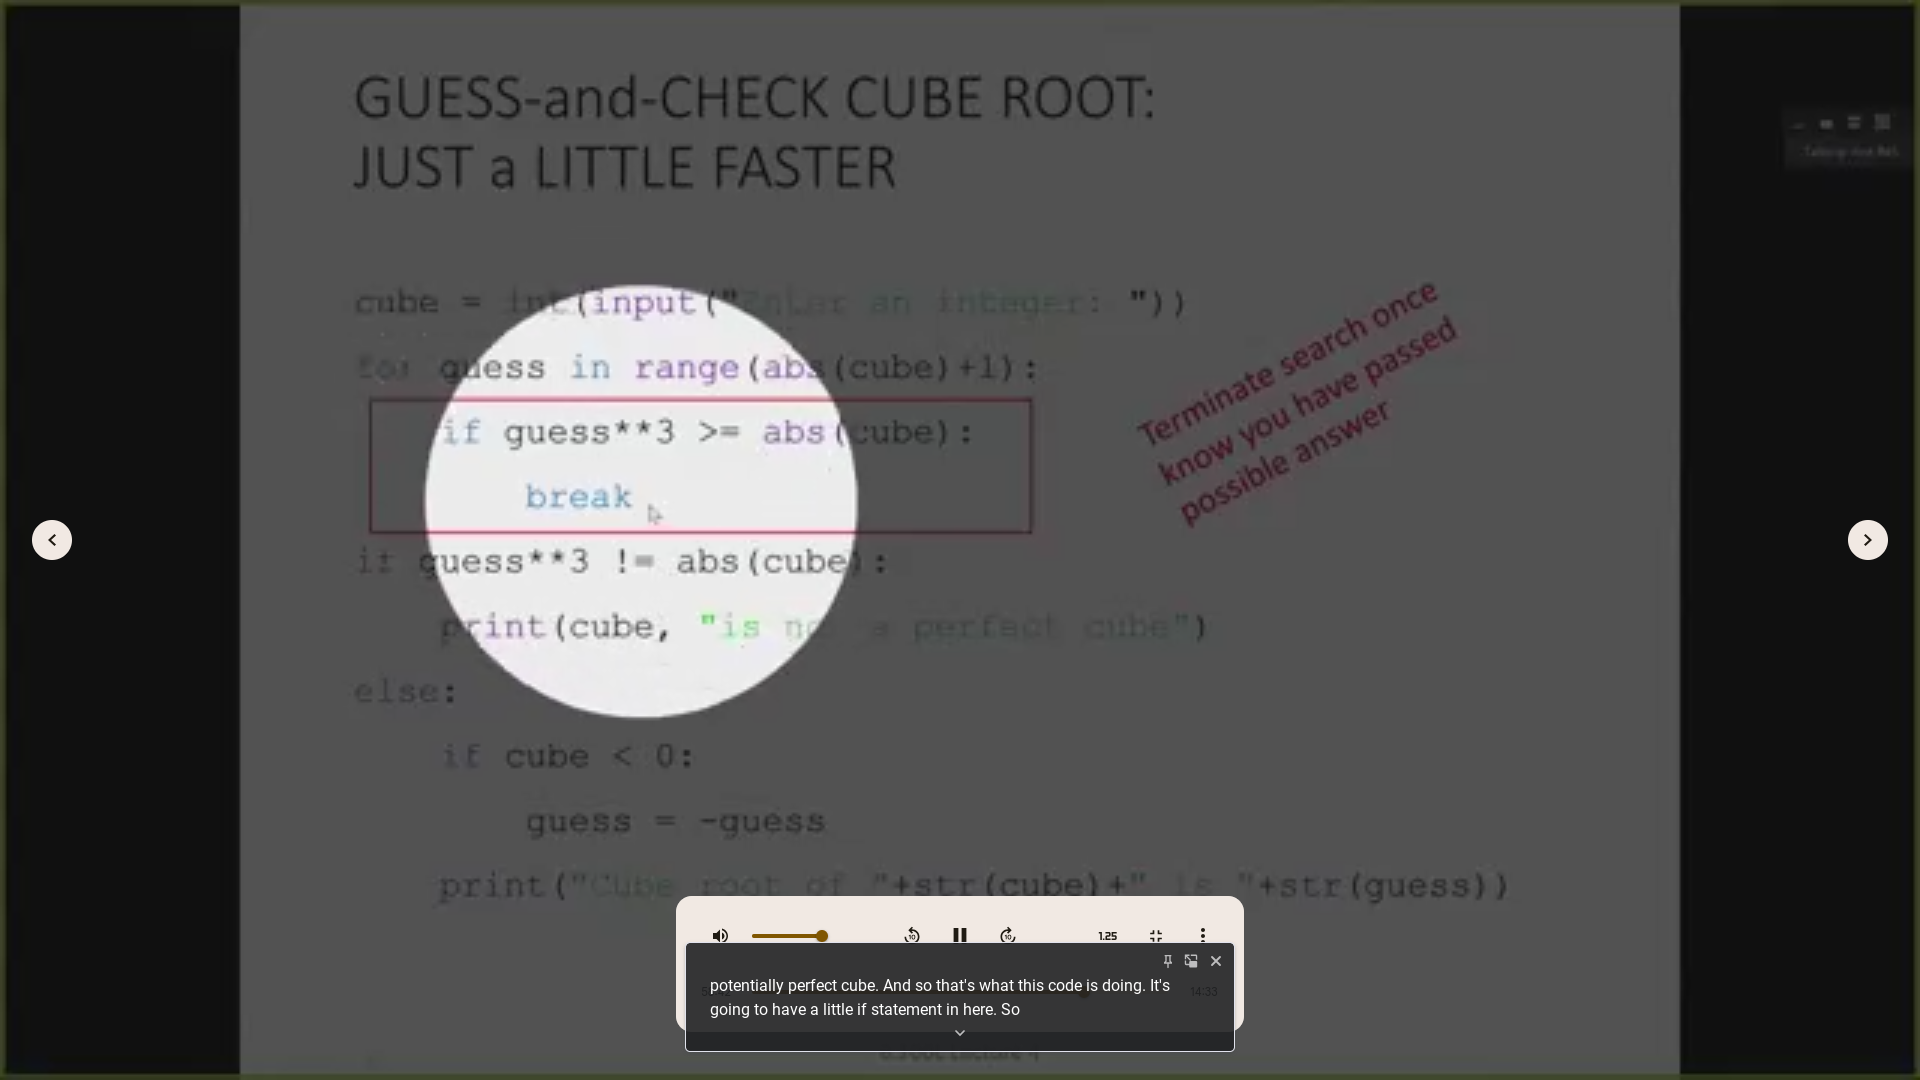 GUESS-and-CHECK CUBE ROOT:
JUST a LITTLE FASTER
cube = int(input("Enter an integer: "))
for guess in range(abs(cube)+1):
if guess**3 >= abs(cube):
break
if guess**3 != abs(cube):
print(cube, "is not a perfect cube")
else:
if cube < 0:
guess = -guess
print("Cube root of "+str(cube)+" is "+str(guess))
Terminate search once
know you have passed
possible answer
10
10
1.25
14:33
potentially perfect cube. And so that's what this code is doing. It's
going to have a little if statement in here. So